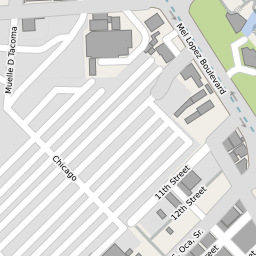 Mel Lopez Boulevard
Muelle D Tacoma
Chicago
11th Street
12th Street
S. Oca. Sr.